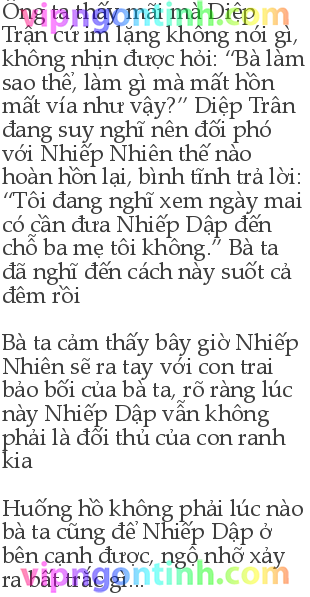 Ông ta thấy mãi mà Diệp
Trân cứ im lặng không nói gì,
không nhịn được hỏi: “Bà làm
sao thể, làm gì mà mất hồn
mất vía như vậy?” Diệp Trân
đang suy nghĩ nên đối phó
với Nhiếp Nhiên thế nào
hoàn hồn lại, bình tĩnh trả lời:
“Tôi đang nghĩ xem ngày mai
có cần đưa Nhiếp Dập đến
chỗ ba mẹ tôi không.” Bà ta
đã nghĩ đến cách này suốt cả
đêm rồi
Bà ta cảm thấy bây giờ Nhiếp
Nhiên sẽ ra tay với con trai
bảo bối của bà ta, rõ ràng lúc
này Nhiếp Dập vẫn không
phải là đối thủ của con ranh
kia
Huống hồ không phải lúc nào
bà ta cũng để Nhiếp Dập ở
bên cạnh được, ngộ nhỡ xảy
ra bất trắc gì...
vipngontinh.com
vipngontinh.com